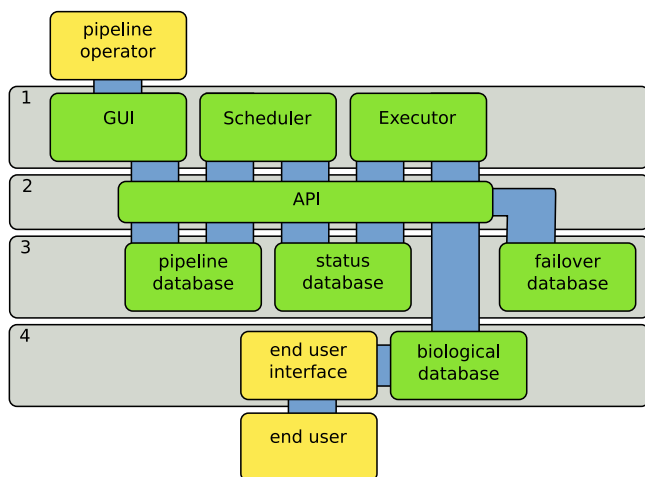 pipeline
operator
1
GUI
Scheduler
Executor
2
API
3
pipeline
database
status
database
failover
database
4
end user
interface
biological
database
end user